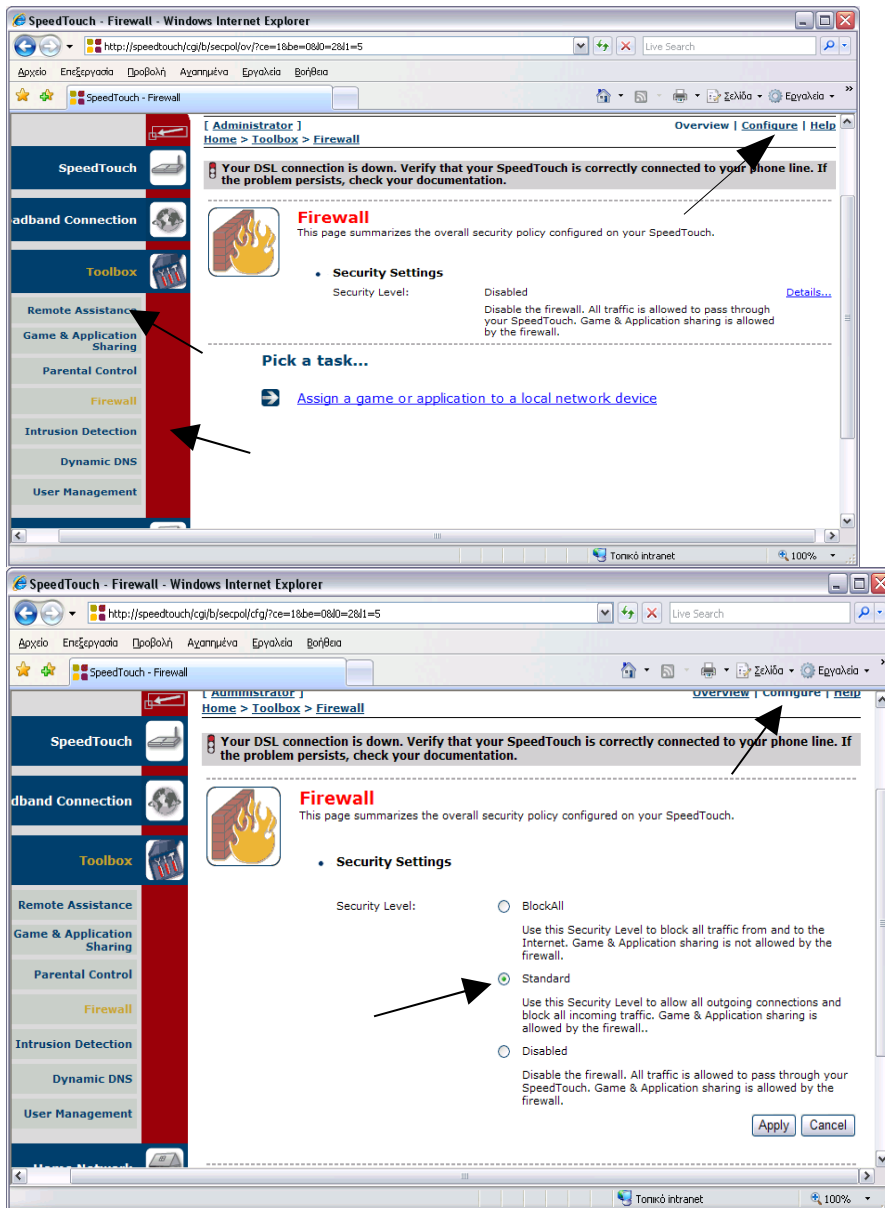 SpeedTouch - Firewall - Windows Internet Explorer
http://speedtouch/cgi/b/secpol/ov/?ce=1&be=0&l0=2&l1=5
Live Search
Αρχείο Επεξεργασία Προβολή Αγαπημένα Εργαλεία Βοήθεια
SpeedTouch - Firewall
Σελίδα Εργαλεία
[ Administrator ]
Overview | Configure | Help
Home > Toolbox > Firewall
SpeedTouch
Your DSL connection is down. Verify that your SpeedTouch is correctly connected to your phone line. If
the problem persists, check your documentation.
adband Connection
Firewall
This page summarizes the overall security policy configured on your SpeedTouch.
Toolbox
Security Settings
Security Level: Disabled Details...
Disable the firewall. All traffic is allowed to pass through
your SpeedTouch. Game & Application sharing is allowed
by the firewall.
Remote Assistance
Game & Application
Sharing
Parental Control
Firewall
Intrusion Detection
Dynamic DNS
User Management
Pick a task...
Assign a game or application to a local network device
Τοπικό intranet
100%
SpeedTouch - Firewall - Windows Internet Explorer
http://speedtouch/cgi/b/secpol/cfg/?ce=1&be=0&l0=2&l1=5
Live Search
Αρχείο Επεξεργασία Προβολή Αγαπημένα Εργαλεία Βοήθεια
SpeedTouch - Firewall
Σελίδα Εργαλεία
[ Administrator ]
Overview | Configure | Help
Home > Toolbox > Firewall
SpeedTouch
Your DSL connection is down. Verify that your SpeedTouch is correctly connected to your phone line. If
the problem persists, check your documentation.
dband Connection
Firewall
This page summarizes the overall security policy configured on your SpeedTouch.
Toolbox
Security Settings
Remote Assistance
Game & Application
Sharing
Parental Control
Firewall
Intrusion Detection
Dynamic DNS
User Management
Home Network
Security Level:
BlockAll
Use this Security Level to block all traffic from and to the
Internet. Game & Application sharing is not allowed by the
firewall.
Standard
Use this Security Level to allow all outgoing connections and
block all incoming traffic. Game & Application sharing is
allowed by the firewall..
Disabled
Disable the firewall. All traffic is allowed to pass through your
SpeedTouch. Game & Application sharing is allowed by the
firewall.
Apply Cancel
Τοπικό intranet
100%